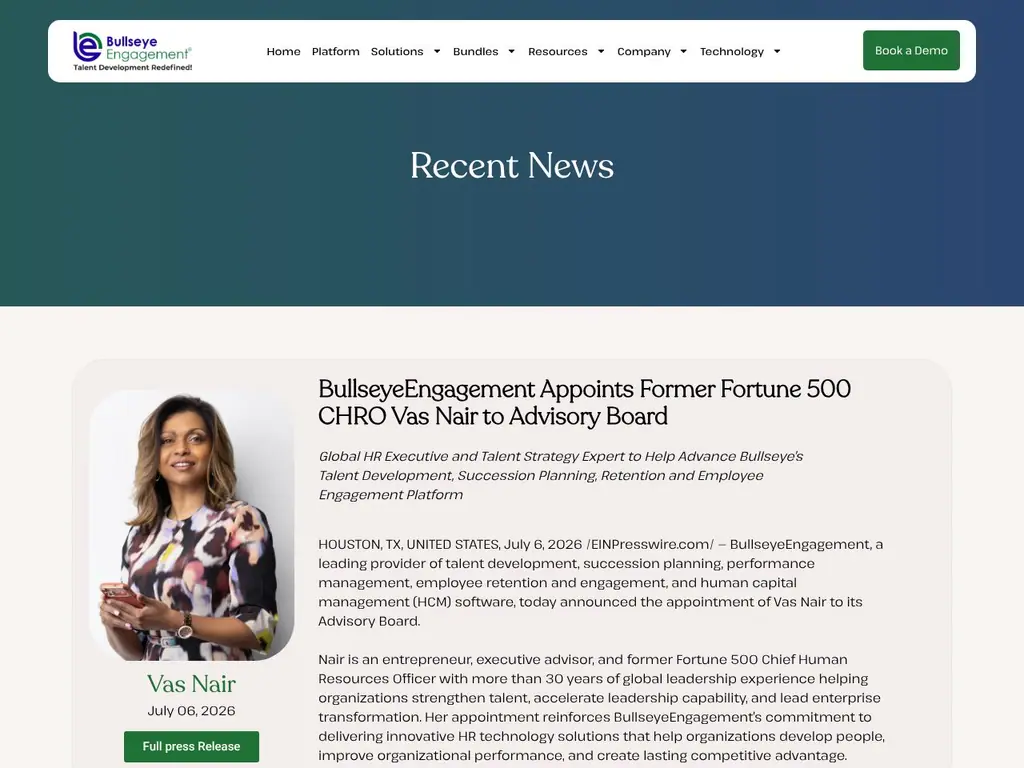 Bullseye
Engagement®
Talent Development Redefined!
Home Platform Solutions Bundles Resources Company Technology
Book a Demo
Recent News
BullseyeEngagement Appoints Former Fortune 500
CHRO Vas Nair to Advisory Board
Global HR Executive and Talent Strategy Expert to Help Advance Bullseye's
Talent Development, Succession Planning, Retention and Employee
Engagement Platform
HOUSTON, TX, UNITED STATES, July 6, 2026 /EINPresswire.com/ — BullseyeEngagement, a
leading provider of talent development, succession planning, performance
management, employee retention and engagement, and human capital
management (HCM) software, today announced the appointment of Vas Nair to its
Advisory Board.
Nair is an entrepreneur, executive advisor, and former Fortune 500 Chief Human
Resources Officer with more than 30 years of global leadership experience helping
organizations strengthen talent, accelerate leadership capability, and lead enterprise
transformation. Her appointment reinforces BullseyeEngagement's commitment to
delivering innovative HR technology solutions that help organizations develop people,
improve organizational performance, and create lasting competitive advantage.
Vas Nair
July 06, 2026
Full press Release